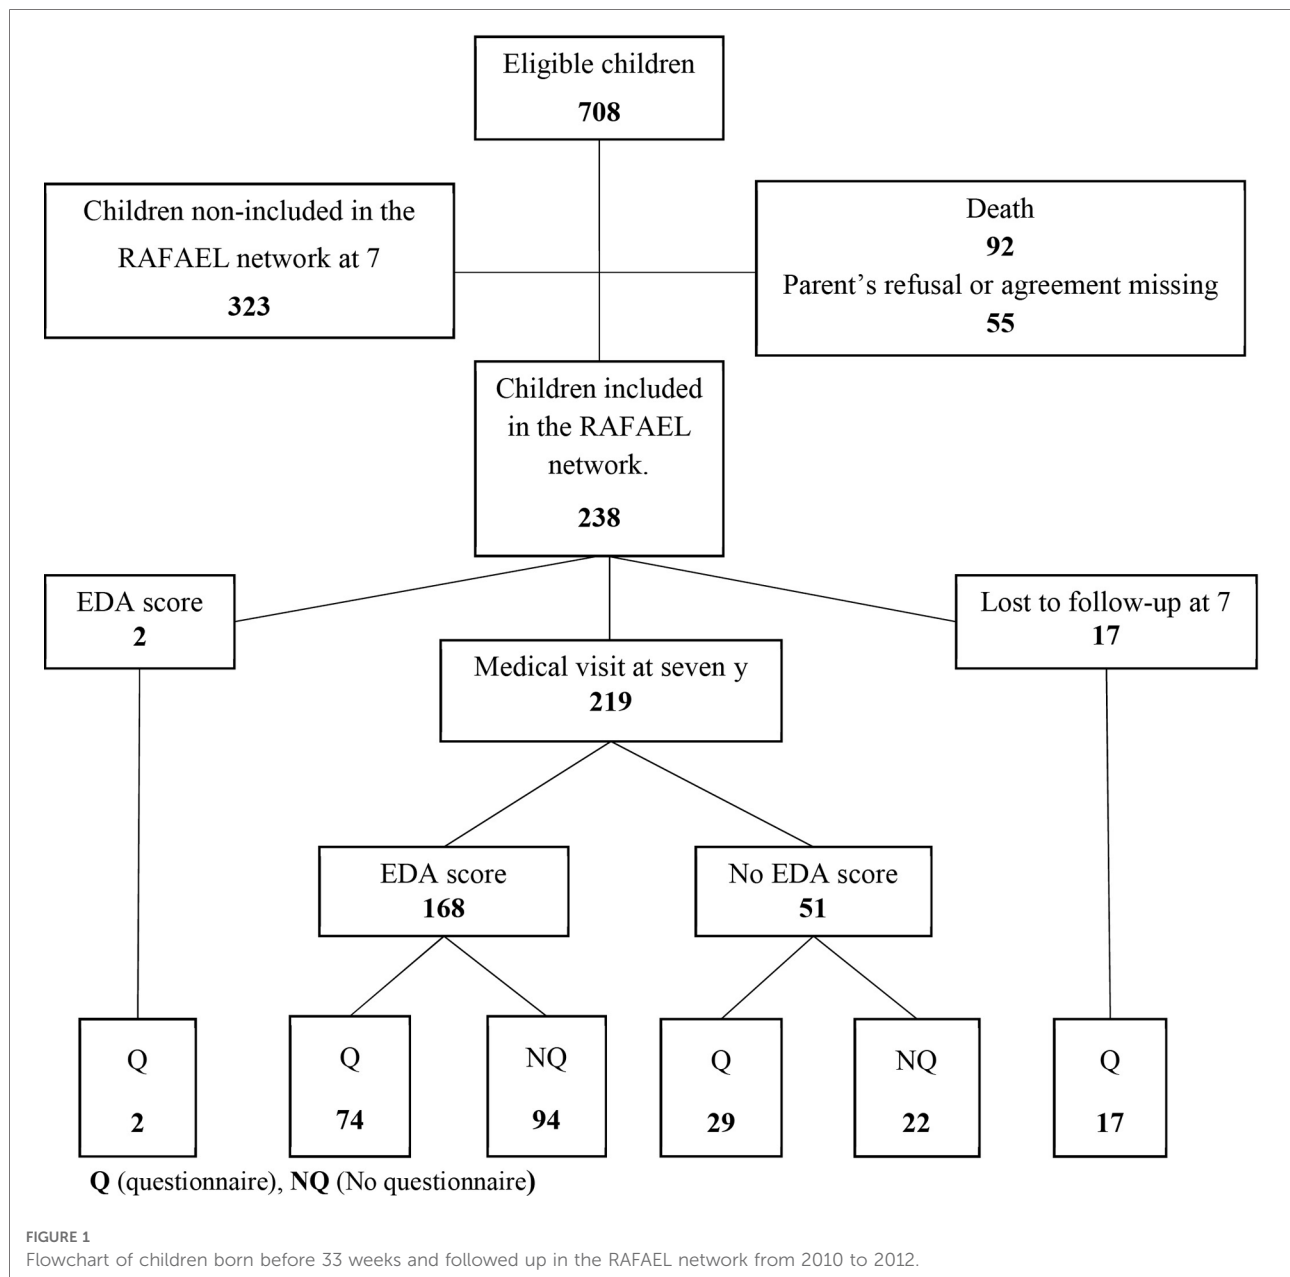 Eligible children
708
Children non-included in the
RAFAEL network at 7
323
Death
92
Parent’s refusal or agreement missing
55
Children included
in the RAFAEL
network.
238
EDA score
2
Medical visit at seven y
219
Lost to follow-up at 7
17
EDA score
168
No EDA score
51
Q
2
Q
74
NQ
94
Q
29
NQ
22
Q
17
Q (questionnaire), NQ (No questionnaire)
FIGURE 1
Flowchart of children born before 33 weeks and followed up in the RAFAEL network from 2010 to 2012.